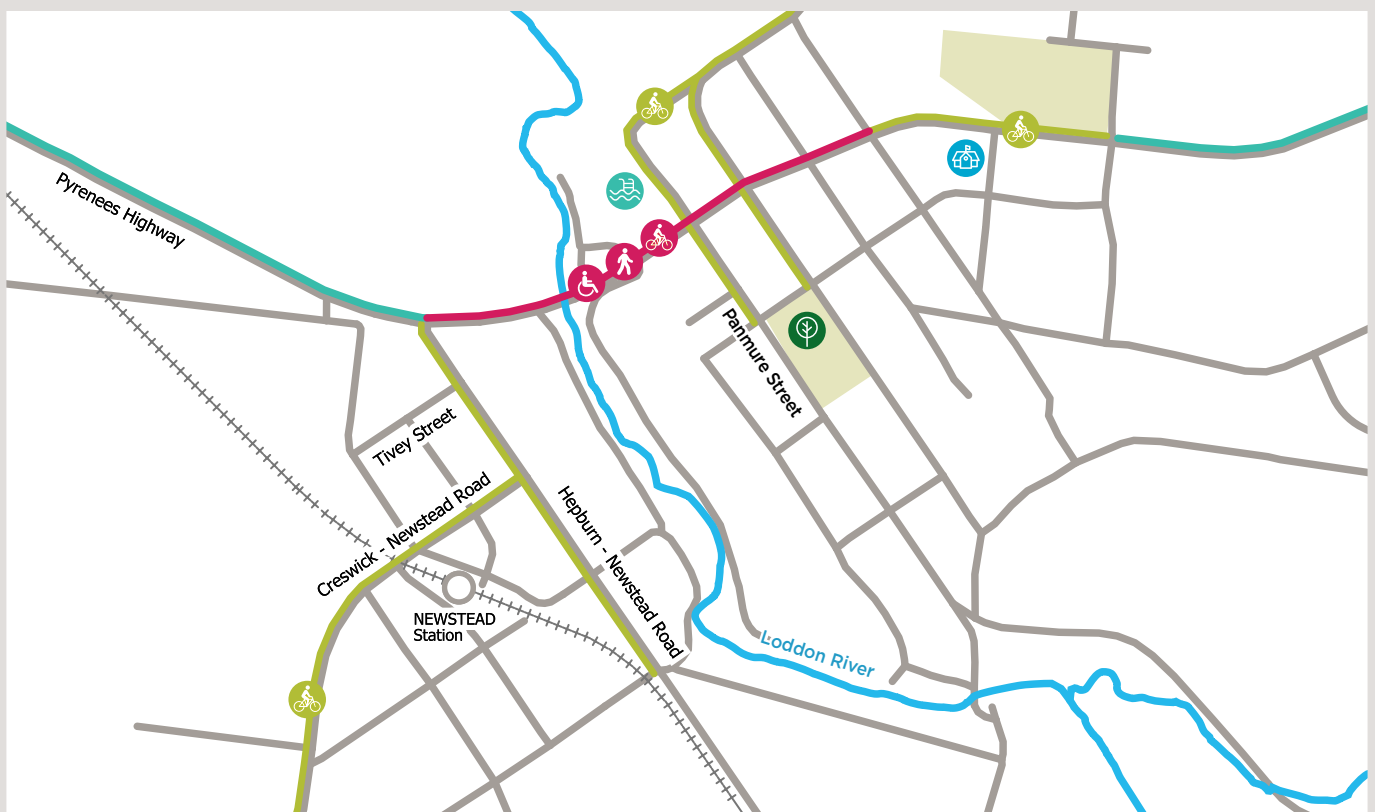 Pyrenees Highway
Panmure Street
Tivey Street
Creswick - Newstead Road
Hepburn - Newstead Road
NEWSTEAD
Station
Loddon River